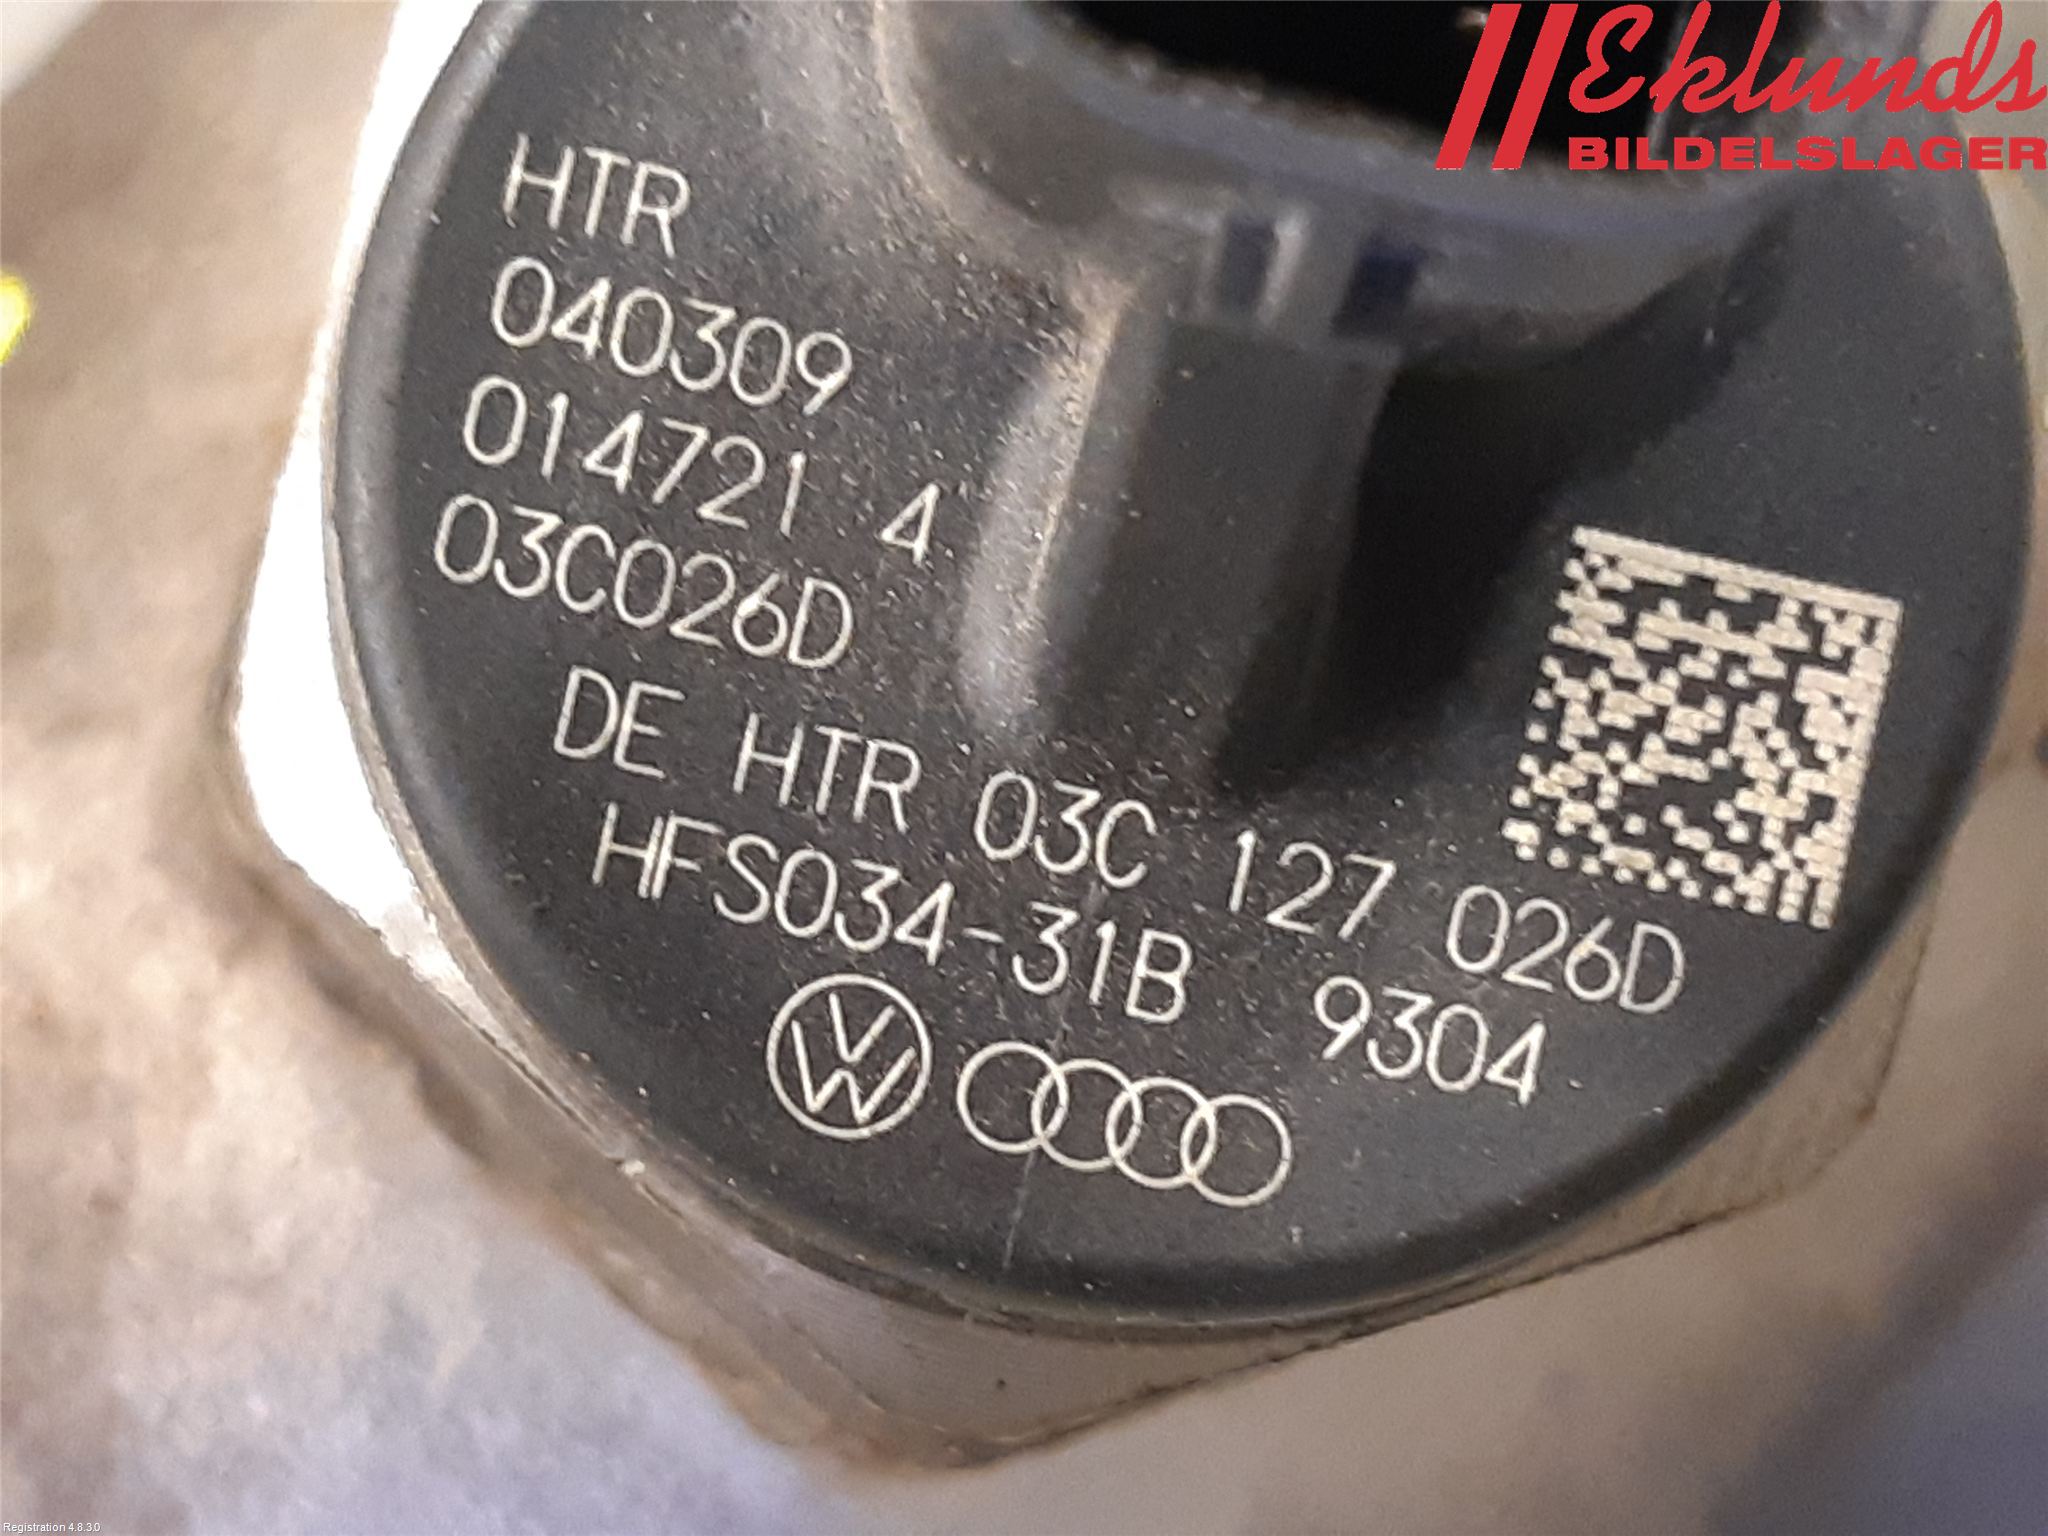 Eklunds
BILDELSLAGER
HTR
040309
014721 4
03C026D
DE HTR 03C 127 026D
HFS034-31B 9304
VW
Registration 4.8.3.0